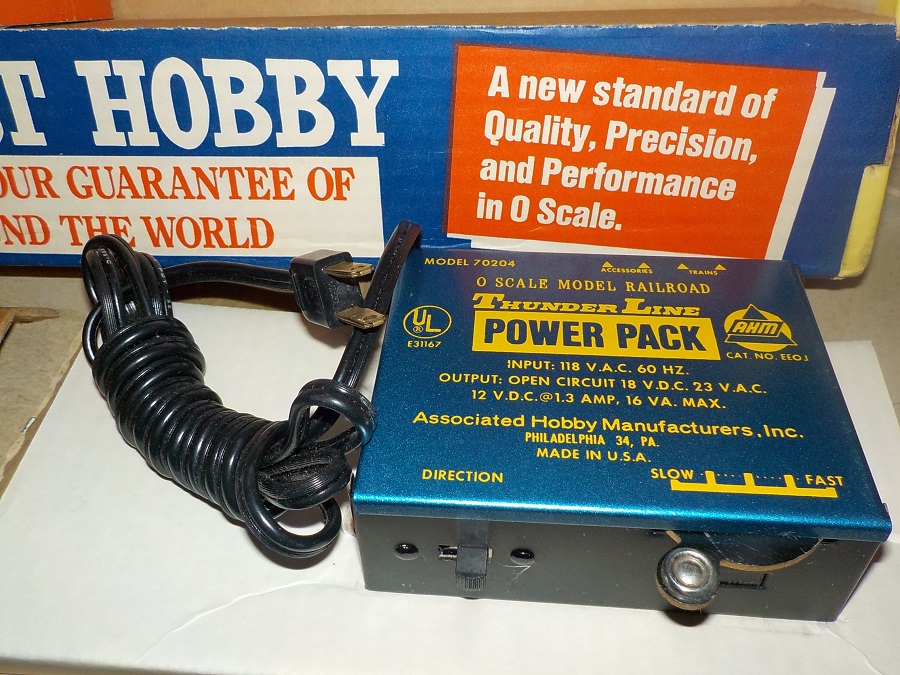 ST HOBBY
OUR GUARANTEE OF
ND THE WORLD
A new standard of
Quality, Precision,
and Performance
in O Scale.
MODEL 70204
ACCESSORIES
TRAINS
O SCALE MODEL RAILROAD
THUNDER LINE
POWER PACK
UL
®
E31167
AHM
CAT. NO. EEOJ
INPUT: 118 V.A.C. 60 HZ.
OUTPUT: OPEN CIRCUIT 18 V.D.C. 23 V.A.C.
12 V.D.C.@1.3 AMP, 16 VA. MAX.
Associated Hobby Manufacturers, Inc.
PHILADELPHIA 34, PA.
MADE IN U.S.A.
DIRECTION
SLOW
FAST